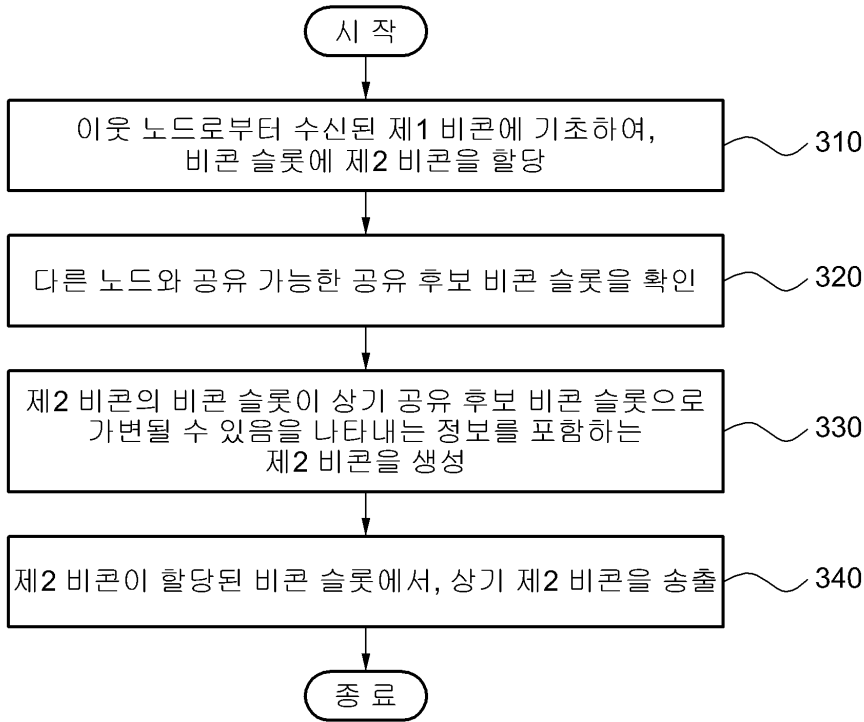 시 작
이웃 노드로부터 수신된 제1 비콘에 기초하여,
비콘 슬롯에 제2 비콘을 할당
310
다른 노드와 공유 가능한 공유 후보 비콘 슬롯을 확인
320
제2 비콘의 비콘 슬롯이 상기 공유 후보 비콘 슬롯으로
가변될 수 있음을 나타내는 정보를 포함하는
제2 비콘을 생성
330
제2 비콘이 할당된 비콘 슬롯에서, 상기 제2 비콘을 송출
340
종 료